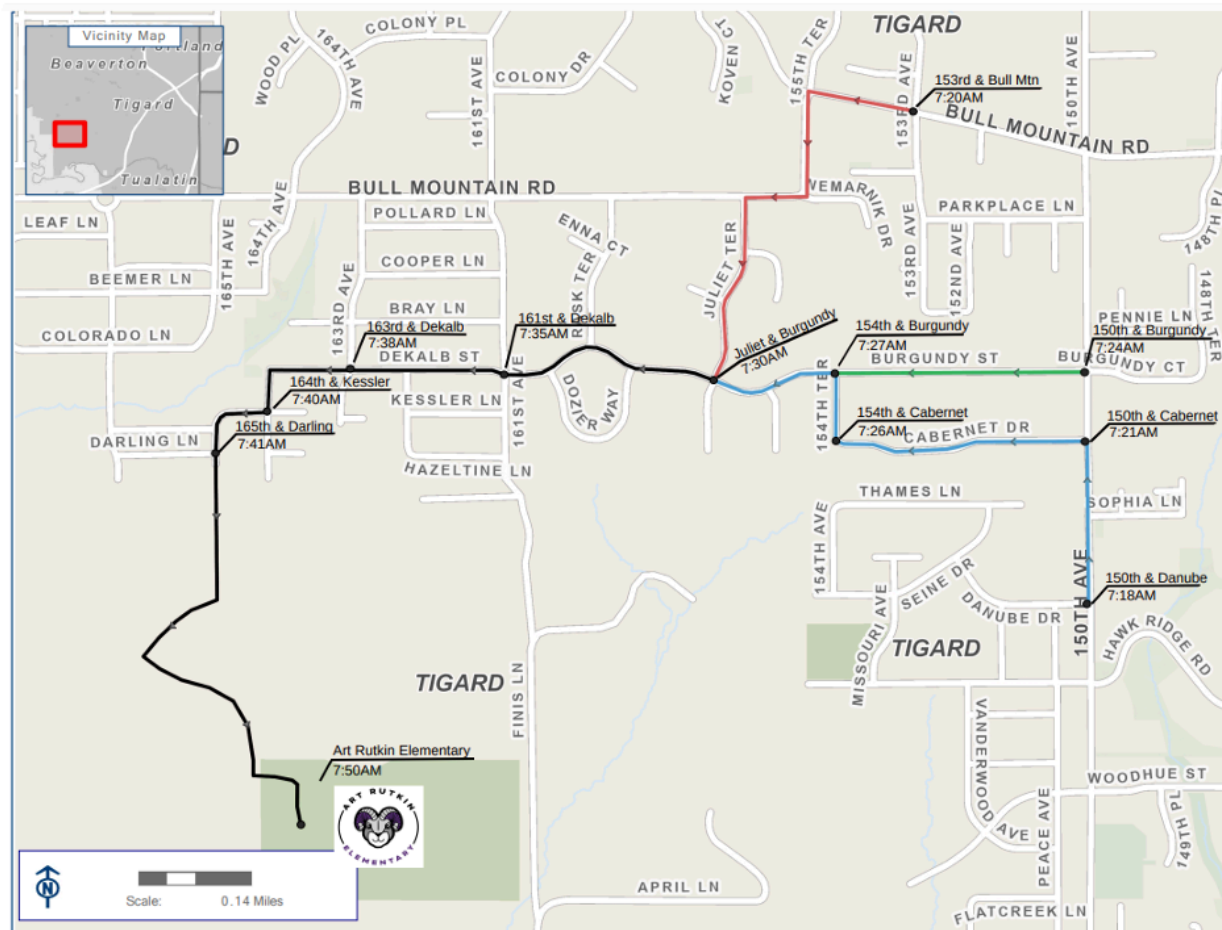 Vicinity Map
Portland
Beaverton
Tigard
Tualatin
COLONY PL
WOOD PL
164TH AVE
COLONY DR
161ST AVE
KOVEN CT
155TH TER
TIGARD
153RD AVE
150TH AVE
153rd & Bull Mtn
7:20AM
BULL MOUNTAIN RD
D
BULL MOUNTAIN RD
LEAF LN
165TH AVE
164TH AVE
POLLARD LN
ENNA CT
WEMARNIK DR
PARKPLACE LN
148TH PL
COOPER LN
BEEMER LN
JULIET TER
153RD AVE
152ND AVE
BRAY LN
163RD AVE
COLORADO LN
148TH TER
PENNIE LN
163rd & Dekalb
7:38AM
161st & Dekalb
7:35AM
Juliet & Burgundy
7:30AM
154th & Burgundy
7:27AM
150th & Burgundy
7:24AM
DEKALB ST
BURGUNDY ST
BURGUNDY CT
164th & Kessler
7:40AM
KESSLER LN
161ST AVE
DOZIER WAY
154TH TER
154th & Cabernet
7:26AM
CABERNET DR
150th & Cabernet
7:21AM
165th & Darling
7:41AM
DARLING LN
HAZELTINE LN
THAMES LN
SOPHIA LN
154TH AVE
SEINE DR
150th & Danube
7:18AM
DANUBE DR
150TH AVE
MISSOURI AVE
TIGARD
HAWK RIDGE RD
TIGARD
FINIS LN
VANDERWOOD AVE
Art Rutkin Elementary
7:50AM
WOODHUE ST
ART RUTKIN
ELEMENTARY
PEACE AVE
149TH PL
N
Scale:
0.14 Miles
APRIL LN
FLATCREEK LN